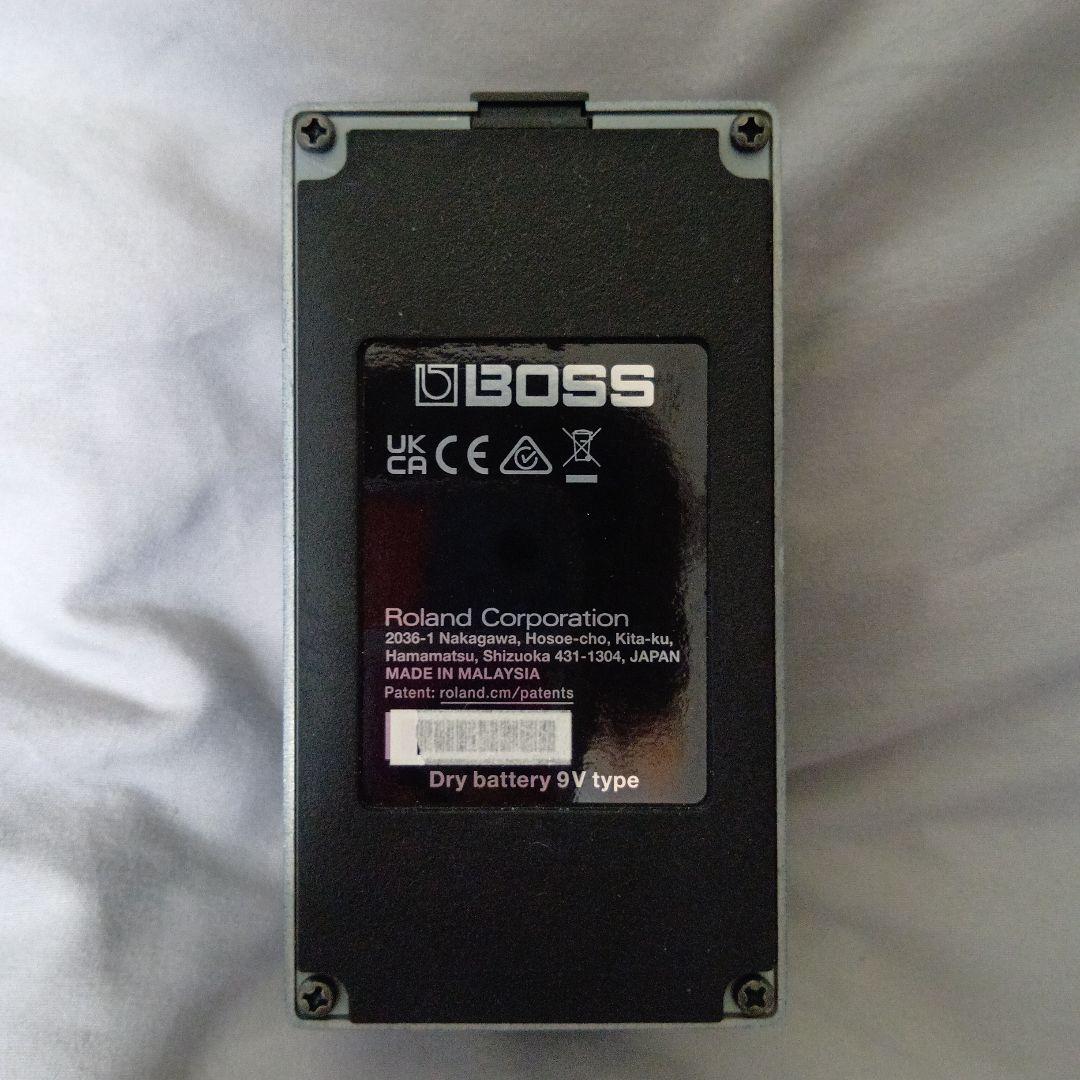 BOSS
UK
CA CE
Roland Corporation
2036-1 Nakagawa, Hosoe-cho, Kita-ku,
Hamamatsu, Shizuoka 431-1304, JAPAN
MADE IN MALAYSIA
Patent: roland.cm/patents
Dry battery 9V type